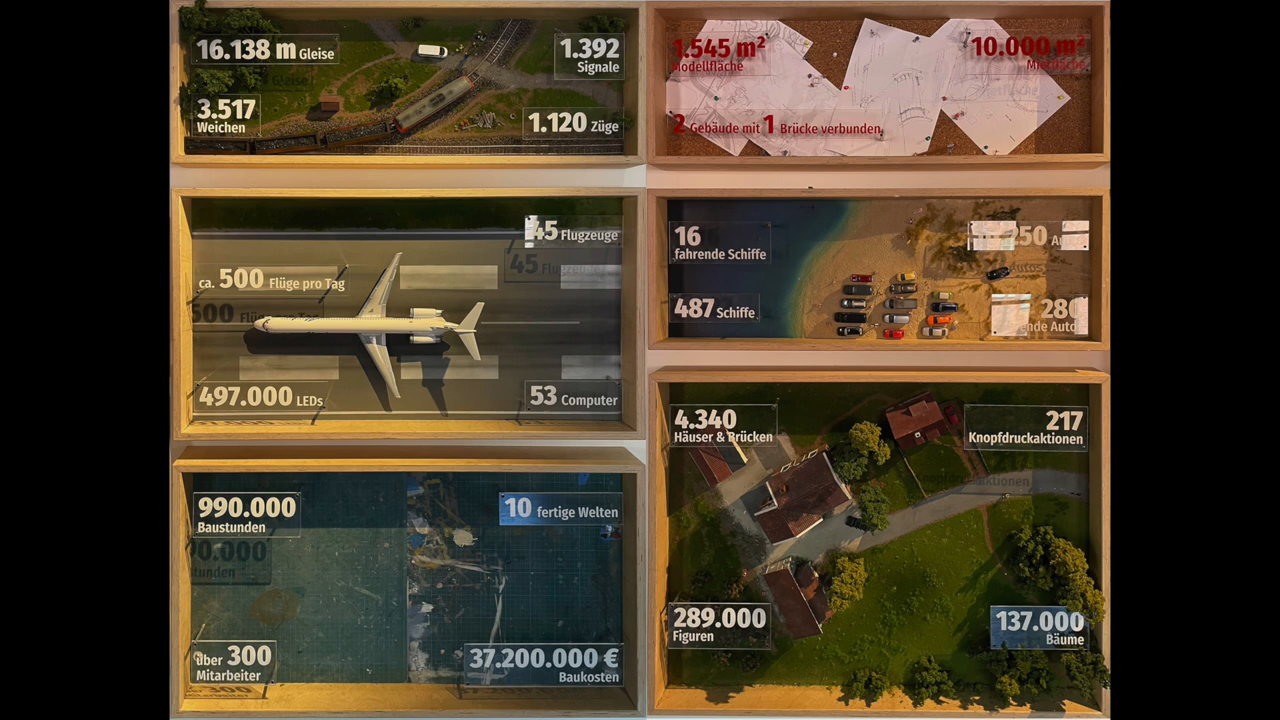 16.138 m Gleise
1.392
Signale
3.517
Weichen
1.120 Züge
1.545 m²
Modellfläche
10.000 m²
Mietfläche
2 Gebäude mit 1 Brücke verbunden
45 Flugzeuge
ca. 500 Flüge pro Tag
497.000 LEDs
53 Computer
16
fahrende Schiffe
487 Schiffe
250
280
990.000
Baustunden
10 fertige Welten
über 300
Mitarbeiter
37.200.000 €
Baukosten
4.340
Häuser & Brücken
217
Knopfdruckaktionen
289.000
Figuren
137.000
Bäume